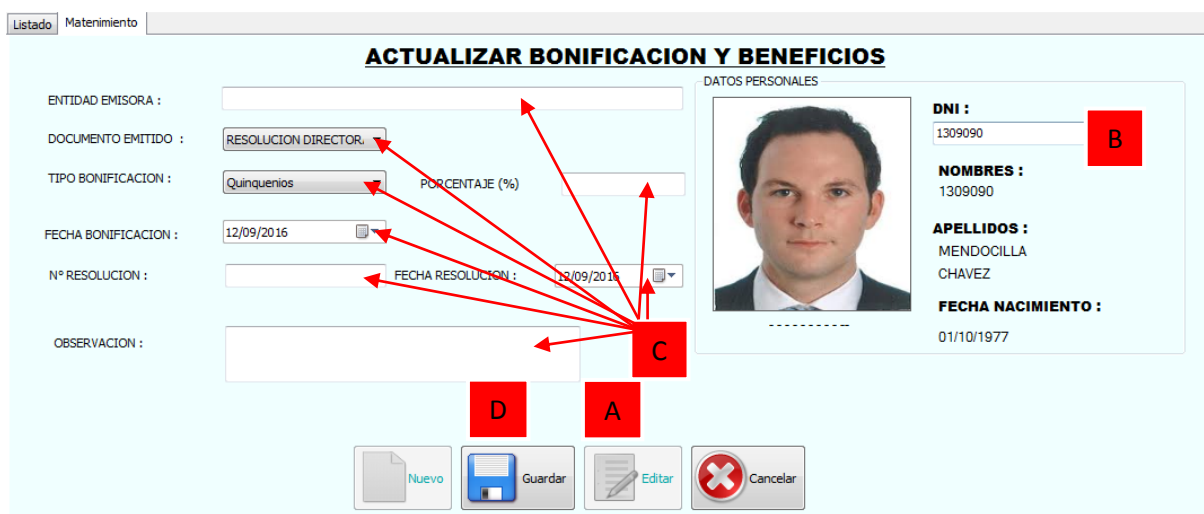 Listado Matenimiento
ACTUALIZAR BONIFICACION Y BENEFICIOS
ENTIDAD EMISORA :
DOCUMENTO EMITIDO : RESOLUCION DIRECTOR
TIPO BONIFICACION : Quinquenios PORCENTAJE (%)
FECHA BONIFICACION : 12/09/2016
Nº RESOLUCION : FECHA RESOLUCION : 12/09/2016
OBSERVACION :
C
DATOS PERSONALES
DNI :
1309090 B
NOMBRES :
1309090
APELLIDOS :
MENDOCILLA
CHAVEZ
FECHA NACIMIENTO :
01/10/1977
D A
Nuevo Guardar Editar Cancelar